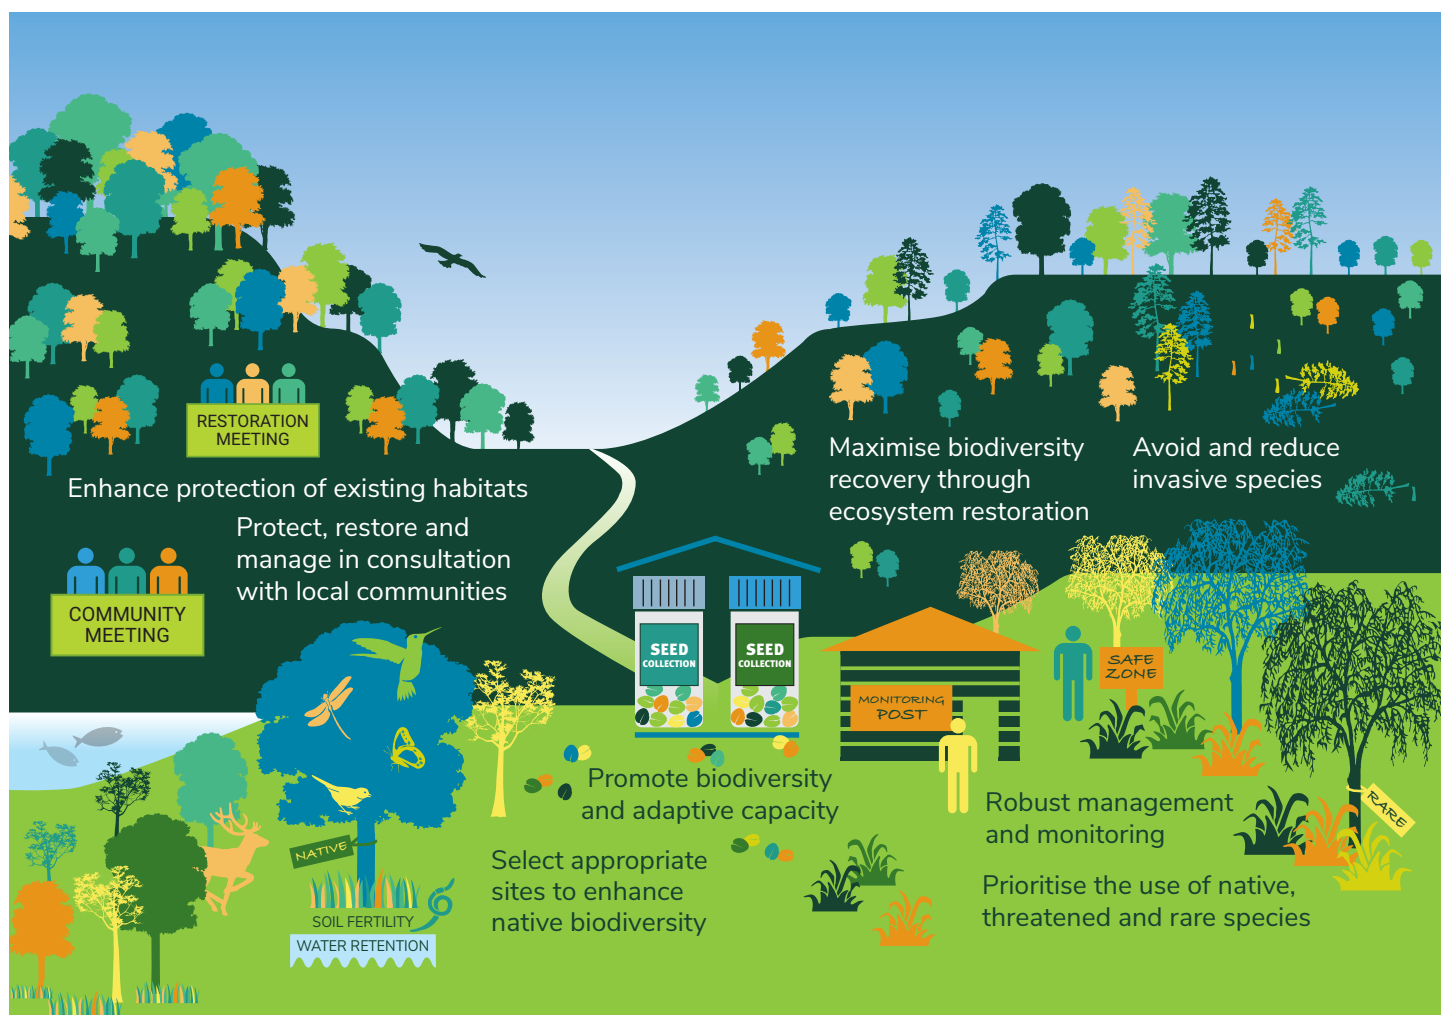 RESTORATION
MEETING
Enhance protection of existing habitats
Protect, restore and
manage in consultation
with local communities
COMMUNITY
MEETING
Maximise biodiversity
recovery through
ecosystem restoration
Avoid and reduce
invasive species
SEED
COLLECTION
SEED
COLLECTION
MONITORING
POST
SAFE
ZONE
RARE
NATIVE
SOIL FERTILITY
WATER RETENTION
Promote biodiversity
and adaptive capacity
Select appropriate
sites to enhance
native biodiversity
Robust management
and monitoring
Prioritise the use of native,
threatened and rare species